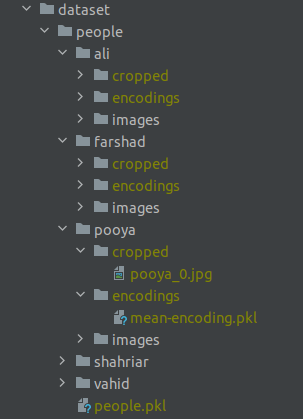 dataset
people
ali
cropped
encodings
images
farshad
cropped
encodings
images
pooya
cropped
pooya_0.jpg
encodings
mean-encoding.pkl
images
shahriar
vahid
people.pkl